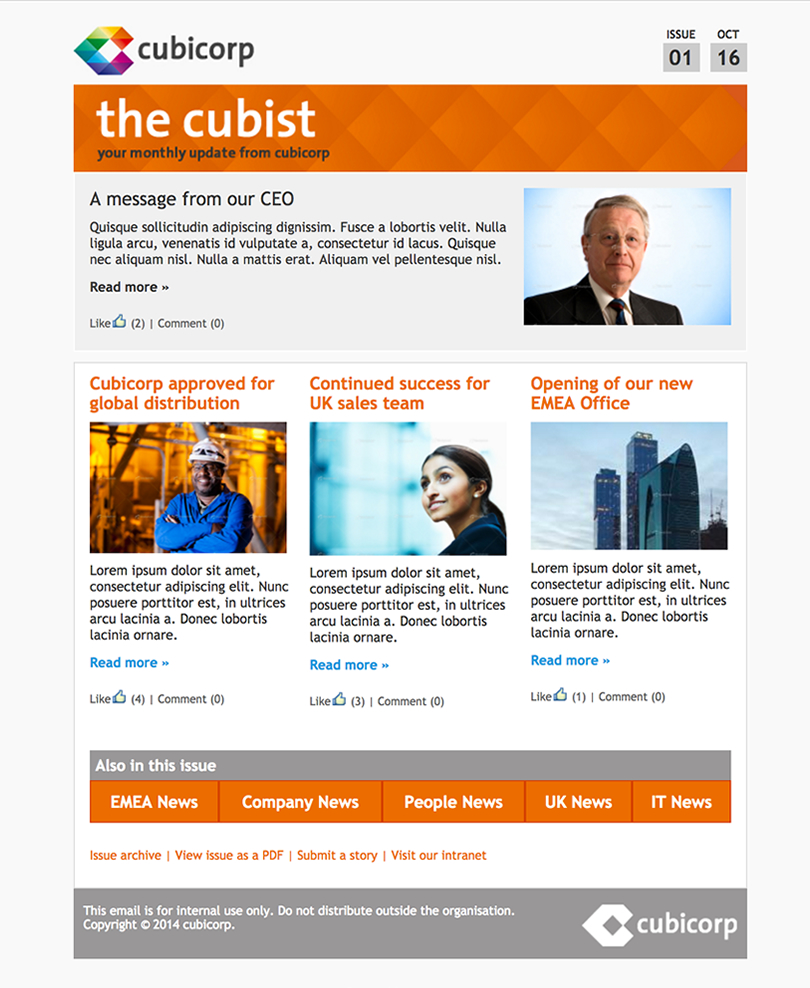 cubicorp
ISSUE OCT
01 16
the cubist
your monthly update from cubicorp
A message from our CEO
Quisque sollicitudin adipiscing dignissim. Fusce a lobortis velit. Nulla
ligula arcu, venenatis id vulputate a, consectetur id lacus. Quisque
nec aliquam nisl. Nulla a mattis erat. Aliquam vel pellentesque nisl.
Read more »
Like (2) | Comment (0)
Cubicorp approved for
global distribution
Lorem ipsum dolor sit amet,
consectetur adipiscing elit. Nunc
posuere porttitor est, in ultrices
arcu lacinia a. Donec lobortis
lacinia ornare.
Read more »
Like (4) | Comment (0)
Continued success for
UK sales team
Lorem ipsum dolor sit amet,
consectetur adipiscing elit. Nunc
posuere porttitor est, in ultrices
arcu lacinia a. Donec lobortis
lacinia ornare.
Read more »
Like (3) | Comment (0)
Opening of our new
EMEA Office
Lorem ipsum dolor sit amet,
consectetur adipiscing elit. Nunc
posuere porttitor est, in ultrices
arcu lacinia a. Donec lobortis
lacinia ornare.
Read more »
Like (1) | Comment (0)
Also in this issue
EMEA News Company News People News UK News IT News
Issue archive | View issue as a PDF | Submit a story | Visit our intranet
This email is for internal use only. Do not distribute outside the organisation.
Copyright © 2014 cubicorp.
cubicorp